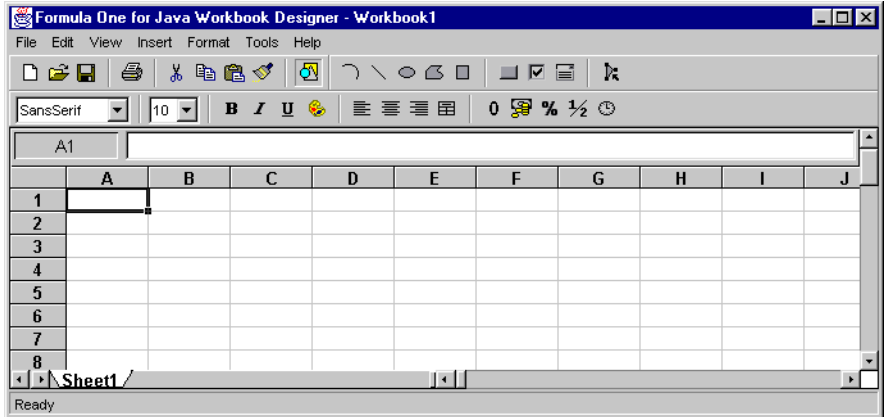 Formula One for Java Workbook Designer - Workbook1
File Edit View Insert Format Tools Help
SansSerif 10 B I U 0 % ½
A1
A B C D E F G H I J
1
2
3
4
5
6
7
8
Sheet1
Ready